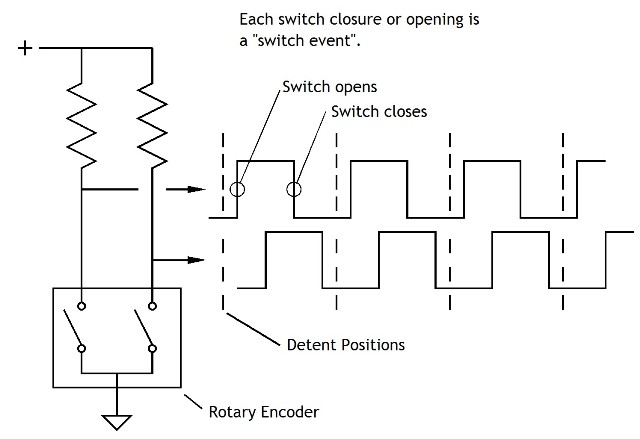 Each switch closure or opening is
a "switch event".
+
Switch opens
Switch closes
Detent Positions
Rotary Encoder